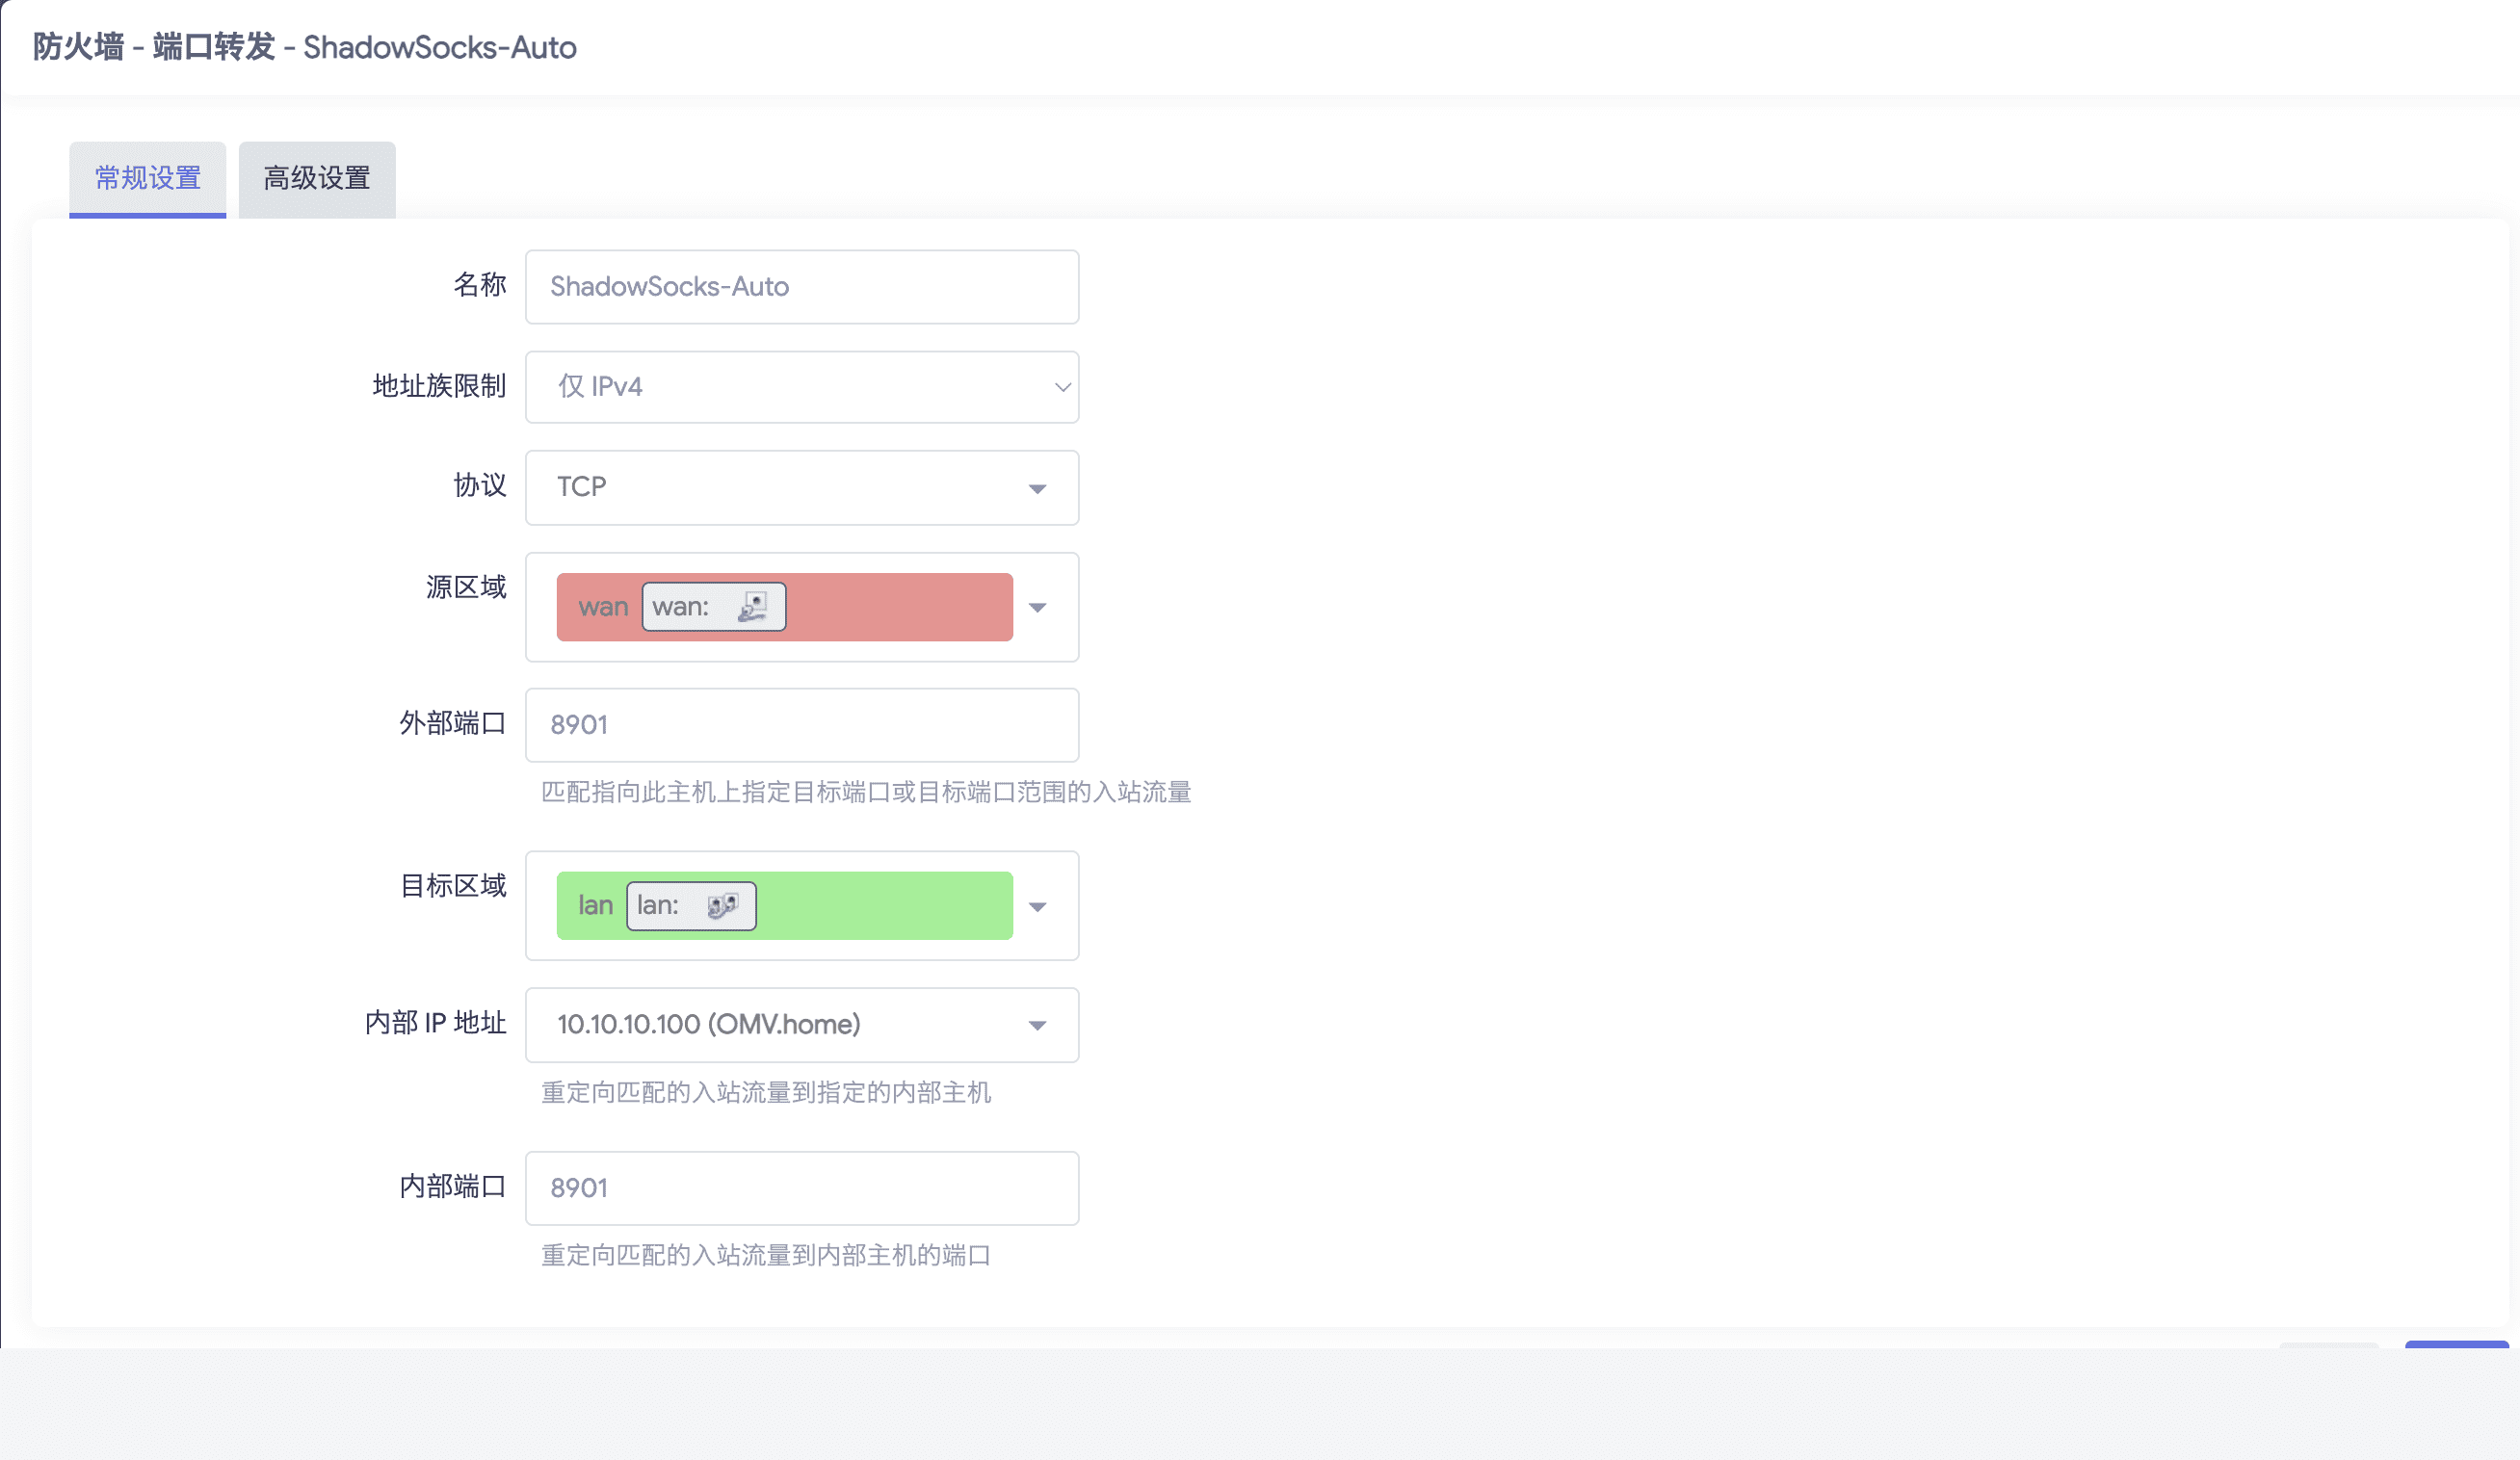 防火墙 - 端口转发 - ShadowSocks-Auto
常规设置 高级设置
名称 ShadowSocks-Auto
地址族限制 仅 IPv4
协议 TCP
源区域 wan wan:
外部端口 8901
匹配指向此主机上指定目标端口或目标端口范围的入站流量
目标区域 lan lan:
内部 IP 地址 10.10.10.100 (OMV.home)
重定向匹配的入站流量到指定的内部主机
内部端口 8901
重定向匹配的入站流量到内部主机的端口